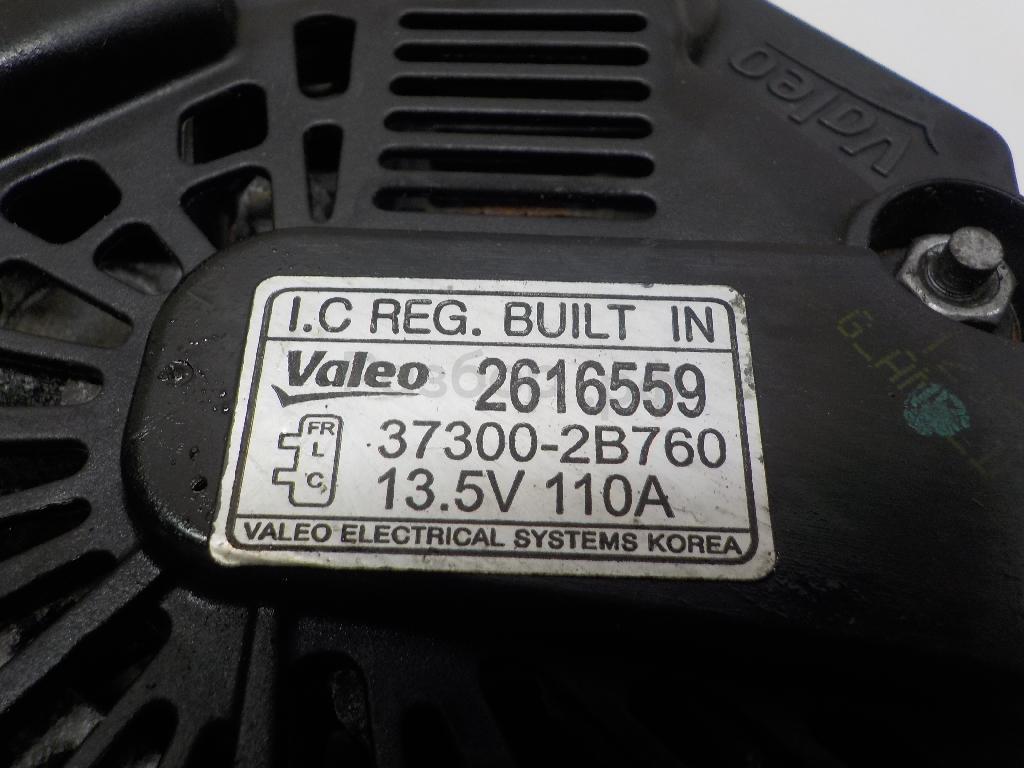 Valeo
I.C REG. BUILT IN
Valeo 2616559
FR
L
C
37300-2B760
13.5V 110A
VALEO ELECTRICAL SYSTEMS KOREA